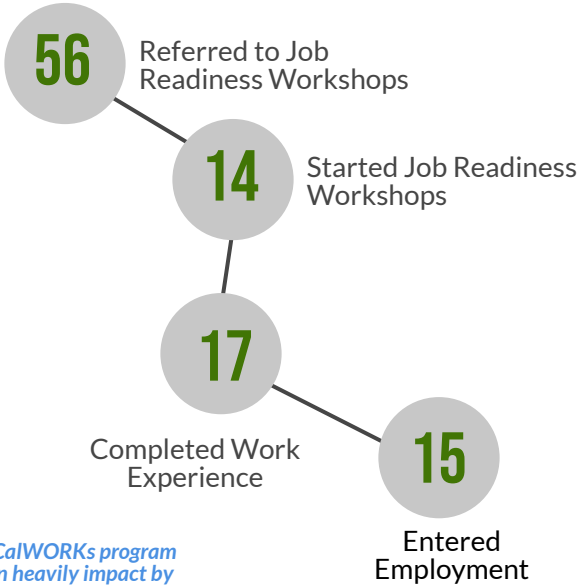 56
Referred to Job
Readiness Workshops
14
Started Job Readiness
Workshops
17
Completed Work
Experience
15
Entered
Employment
CalWORKs program
heavily impact by